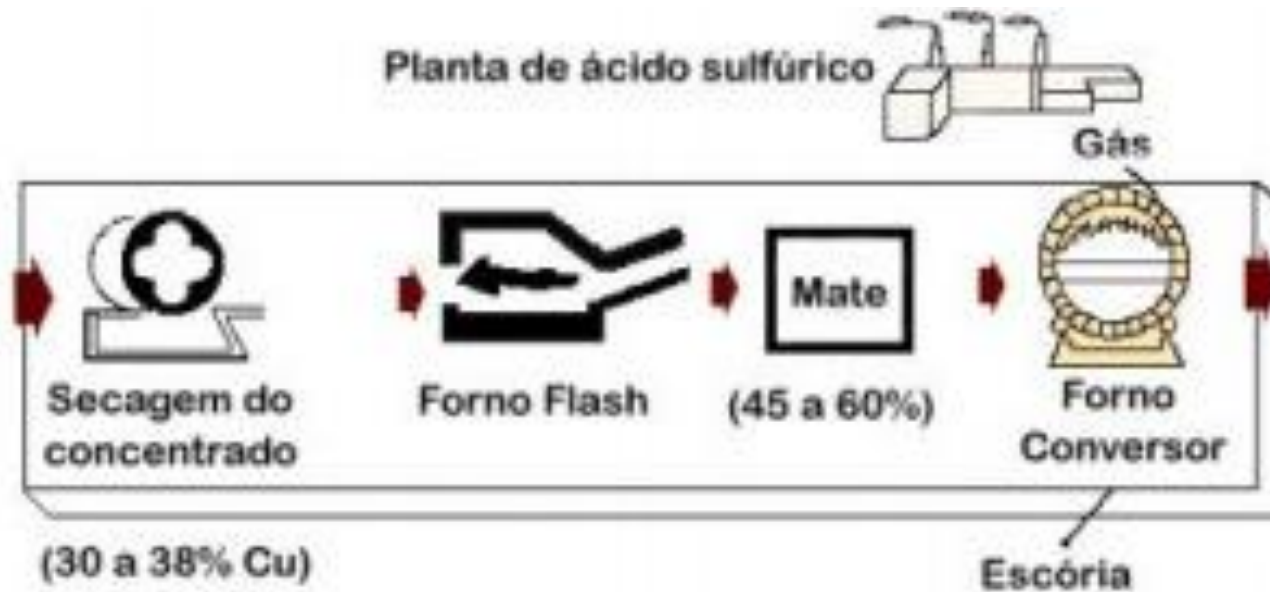 Planta de ácido sulfúrico
Gás
Mate
Secagem do
concentrado
Forno Flash
(45 a 60%)
Forno
Conversor
(30 a 38% Cu)
Escória